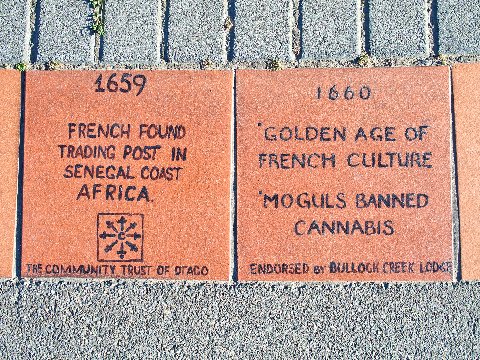 1659
FRENCH FOUND
TRADING POST IN
SENEGAL COAST
AFRICA.
C
THE COMMUNITY TRUST OF OTAGO
1660
'GOLDEN AGE OF
FRENCH CULTURE
'MOGULS BANNED
CANNABIS
ENDORSED BY BULLOCK CREEK LODGE